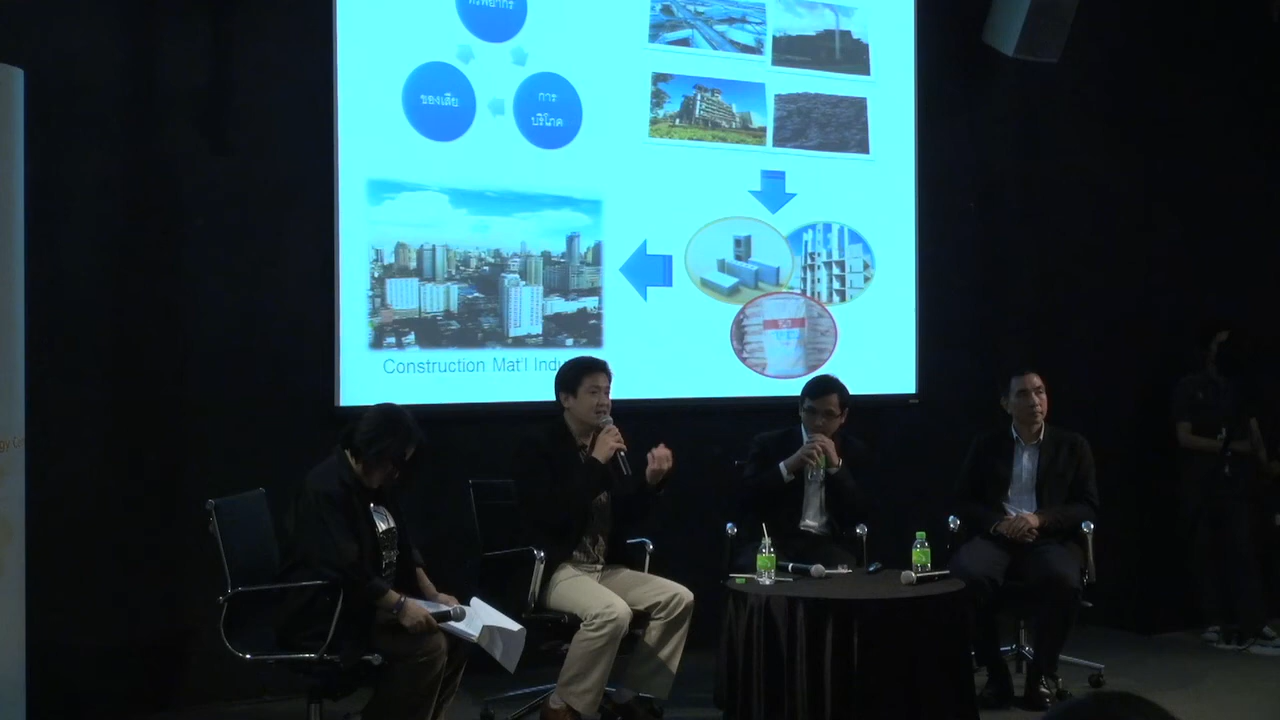 ทรัพยากร
ของเสีย
การ
บริโภค
Construction Mat'l